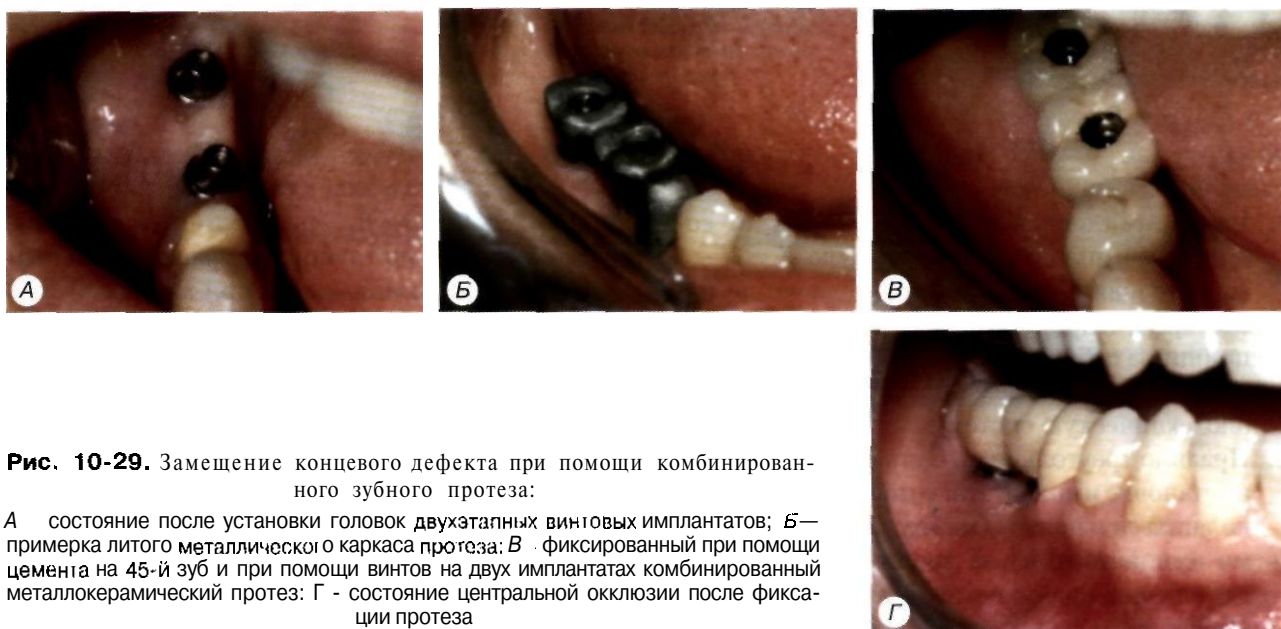 А
Б
В
Г
Рис. 10-29. Замещение концевого дефекта при помощи комбинирован-
ного зубного протеза:
А состояние после установки головок двухэтапных винтовых имплантатов; Б—
примерка литого металлического каркаса протеза: В - фиксированный при помощи
цемента на 45-й зуб и при помощи винтов на двух имплантатах комбинированный
металлокерамический протез: Г - состояние центральной окклюзии после фикса-
ции протеза